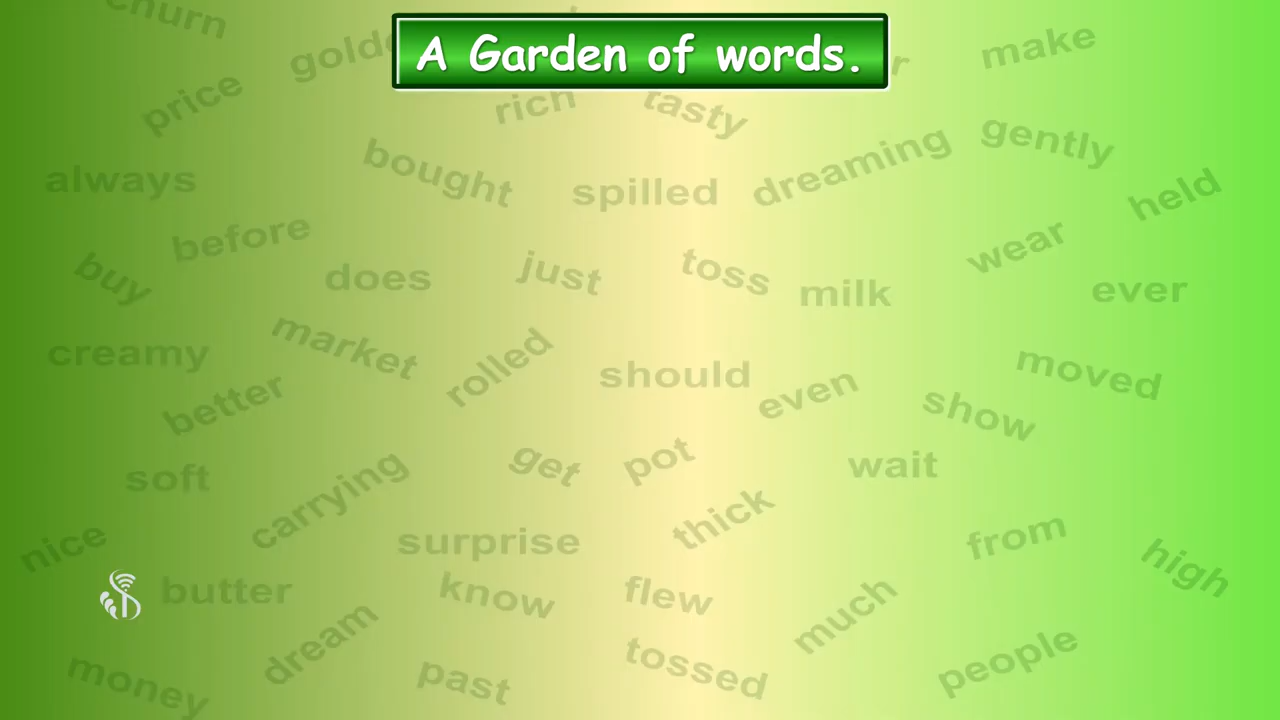 A Garden of words.
churn
make
price
rich
tasty
gently
always
bought
spilled
dreaming
held
before
wear
buy
does
just
toss
milk
ever
creamy
market
rolled
should
even
moved
better
show
soft
carrying
get
pot
wait
nice
surprise
thick
from
high
butter
know
flew
much
dream
people
money
past
tossed